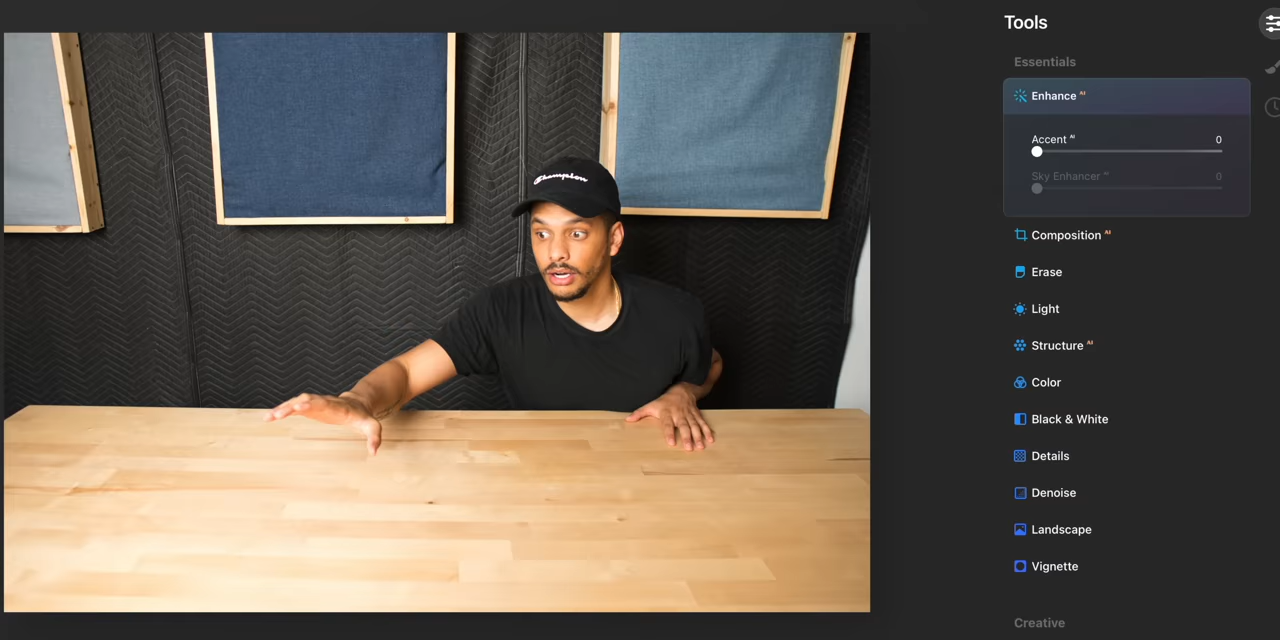 Tools
Essentials
Enhance AI
Accent AI 0
Sky Enhancer AI 0
Composition AI
Erase
Light
Structure AI
Color
Black & White
Details
Denoise
Landscape
Vignette
Creative
Champion